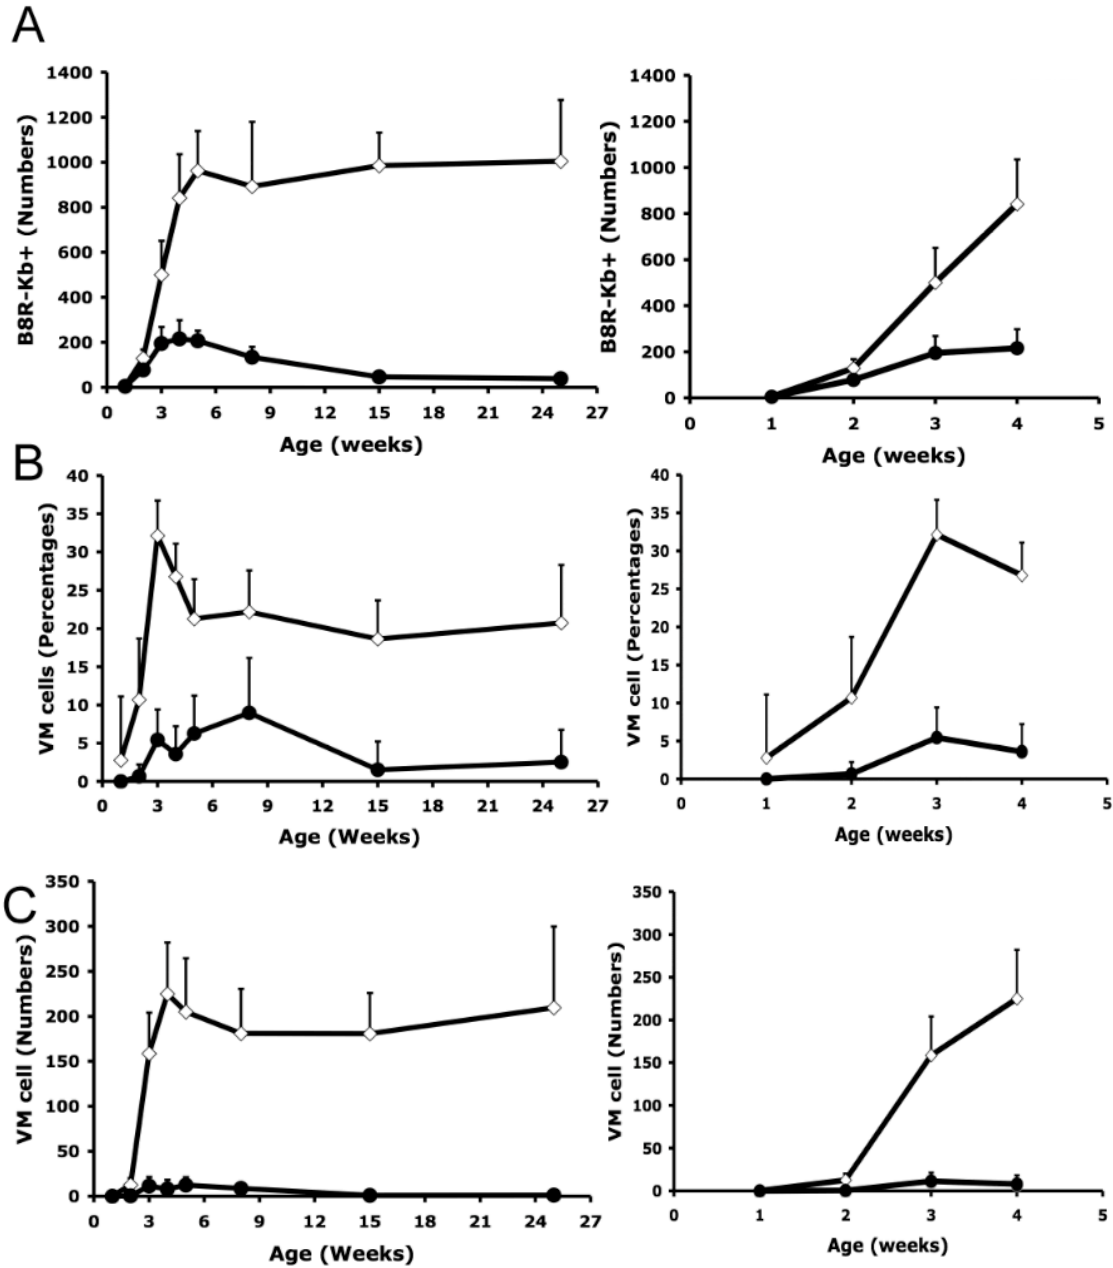 A
B8R-Kb+ (Numbers)
1400
1200
1000
800
600
400
200
0
0 3 6 9 12 15 18 21 24 27
Age (weeks)
B8R-Kb+ (Numbers)
1400
1200
1000
800
600
400
200
0
0 1 2 3 4 5
Age (weeks)
B
VM cells (Percentages)
40
35
30
25
20
15
10
5
0
0 3 6 9 12 15 18 21 24 27
Age (Weeks)
VM cell (Percentages)
40
35
30
25
20
15
10
5
0
0 1 2 3 4 5
Age (weeks)
C
VM cell (Numbers)
350
300
250
200
150
100
50
0
0 3 6 9 12 15 18 21 24 27
Age (Weeks)
VM cell (Numbers)
350
300
250
200
150
100
50
0
0 1 2 3 4 5
Age (weeks)